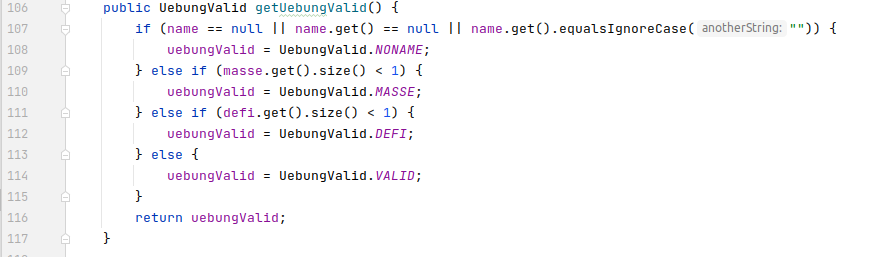 106 public UebungValid getUebungValid() {
107 if (name == null || name.get() == null || name.get().equalsIgnoreCase( anotherString: "")) {
108 uebungValid = UebungValid.NONAME;
109 } else if (masse.get().size() < 1) {
110 uebungValid = UebungValid.MASSE;
111 } else if (defi.get().size() < 1) {
112 uebungValid = UebungValid.DEFI;
113 } else {
114 uebungValid = UebungValid.VALID;
115 }
116 return uebungValid;
117 }